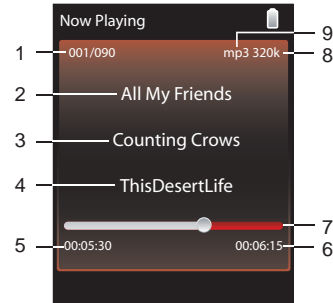 Now Playing
9
1 001/090 mp3 320k 8
2 All My Friends
3 Counting Crows
4 ThisDesertLife
7
5 00:05:30 00:06:15 6